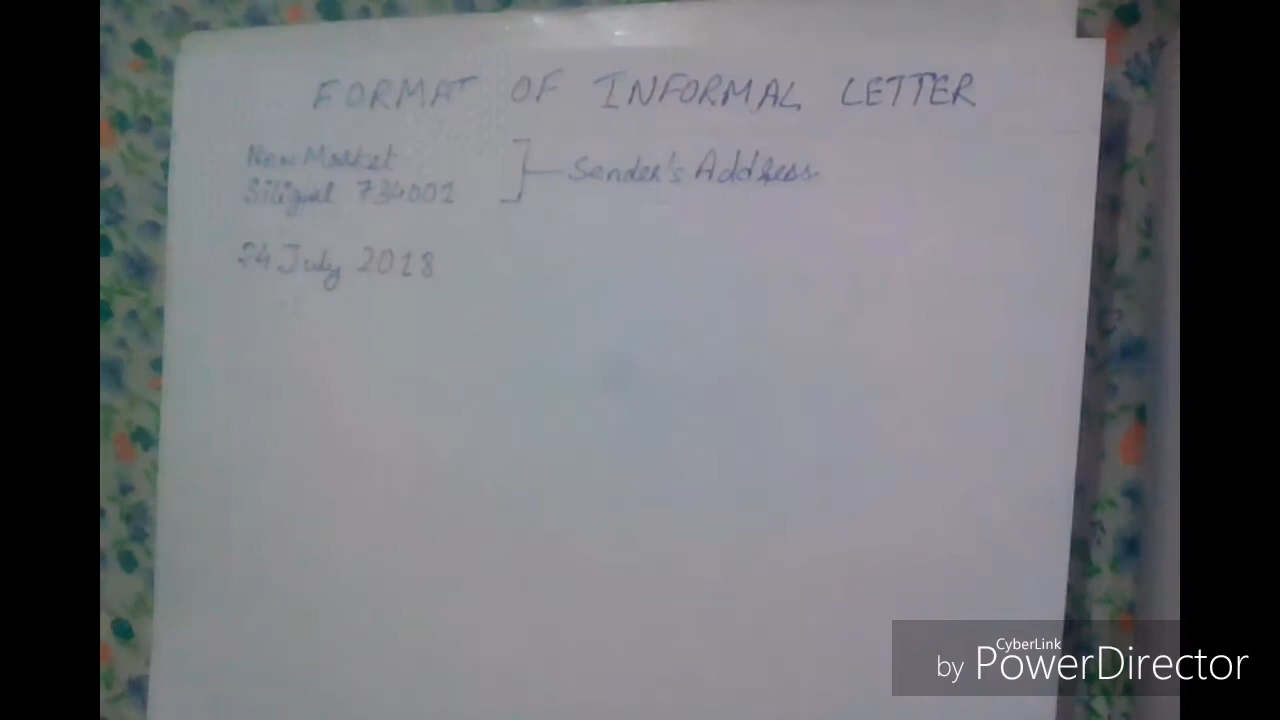 FORMAT OF INFORMAL LETTER
New Market
Siliguri 734001
Sender's Address
24 July 2018
CyberLink
by PowerDirector